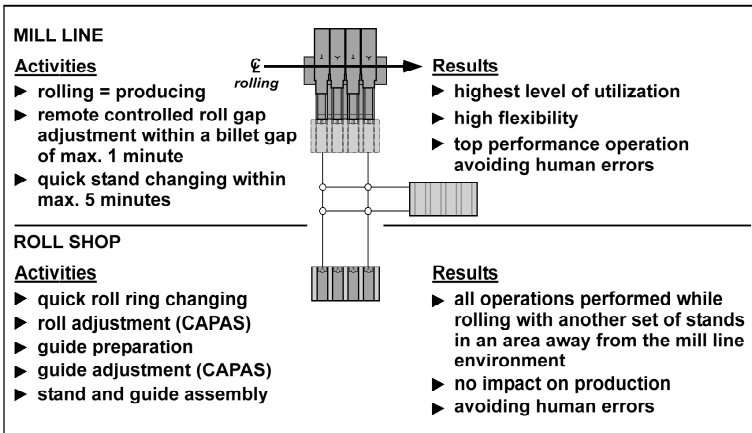 MILL LINE
Activities
▶ rolling = producing
▶ remote controlled roll gap
adjustment within a billet gap
of max. 1 minute
▶ quick stand changing within
max. 5 minutes
℄
rolling
Results
▶ highest level of utilization
▶ high flexibility
▶ top performance operation
avoiding human errors
ROLL SHOP
Activities
▶ quick roll ring changing
▶ roll adjustment (CAPAS)
▶ guide preparation
▶ guide adjustment (CAPAS)
▶ stand and guide assembly
Results
▶ all operations performed while
rolling with another set of stands
in an area away from the mill line
environment
▶ no impact on production
▶ avoiding human errors